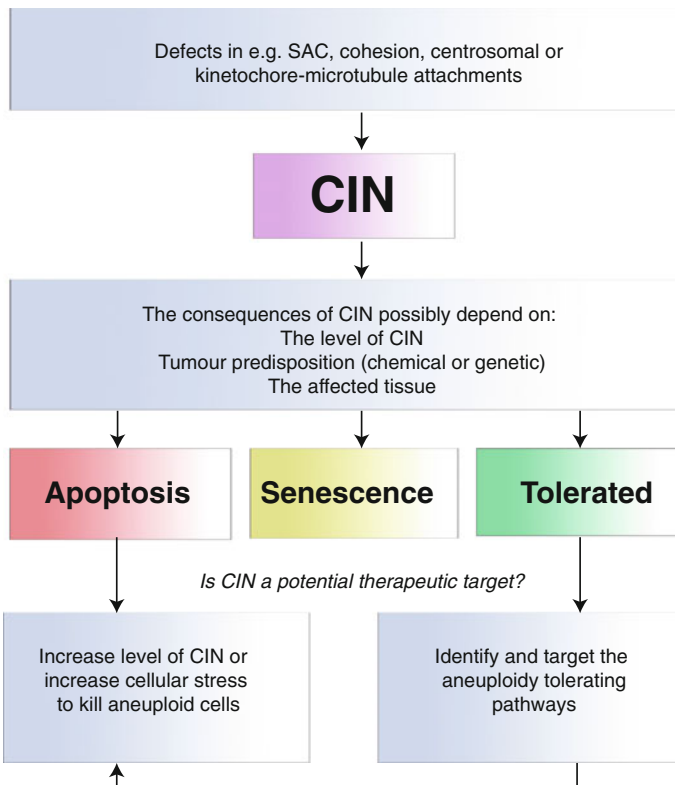 Defects in e.g. SAC, cohesion, centrosomal or
kinetochore-microtubule attachments
CIN
The consequences of CIN possibly depend on:
The level of CIN
Tumour predisposition (chemical or genetic)
The affected tissue
Apoptosis
Senescence
Tolerated
Is CIN a potential therapeutic target?
Increase level of CIN or
increase cellular stress
to kill aneuploid cells
Identify and target the
aneuploidy tolerating
pathways